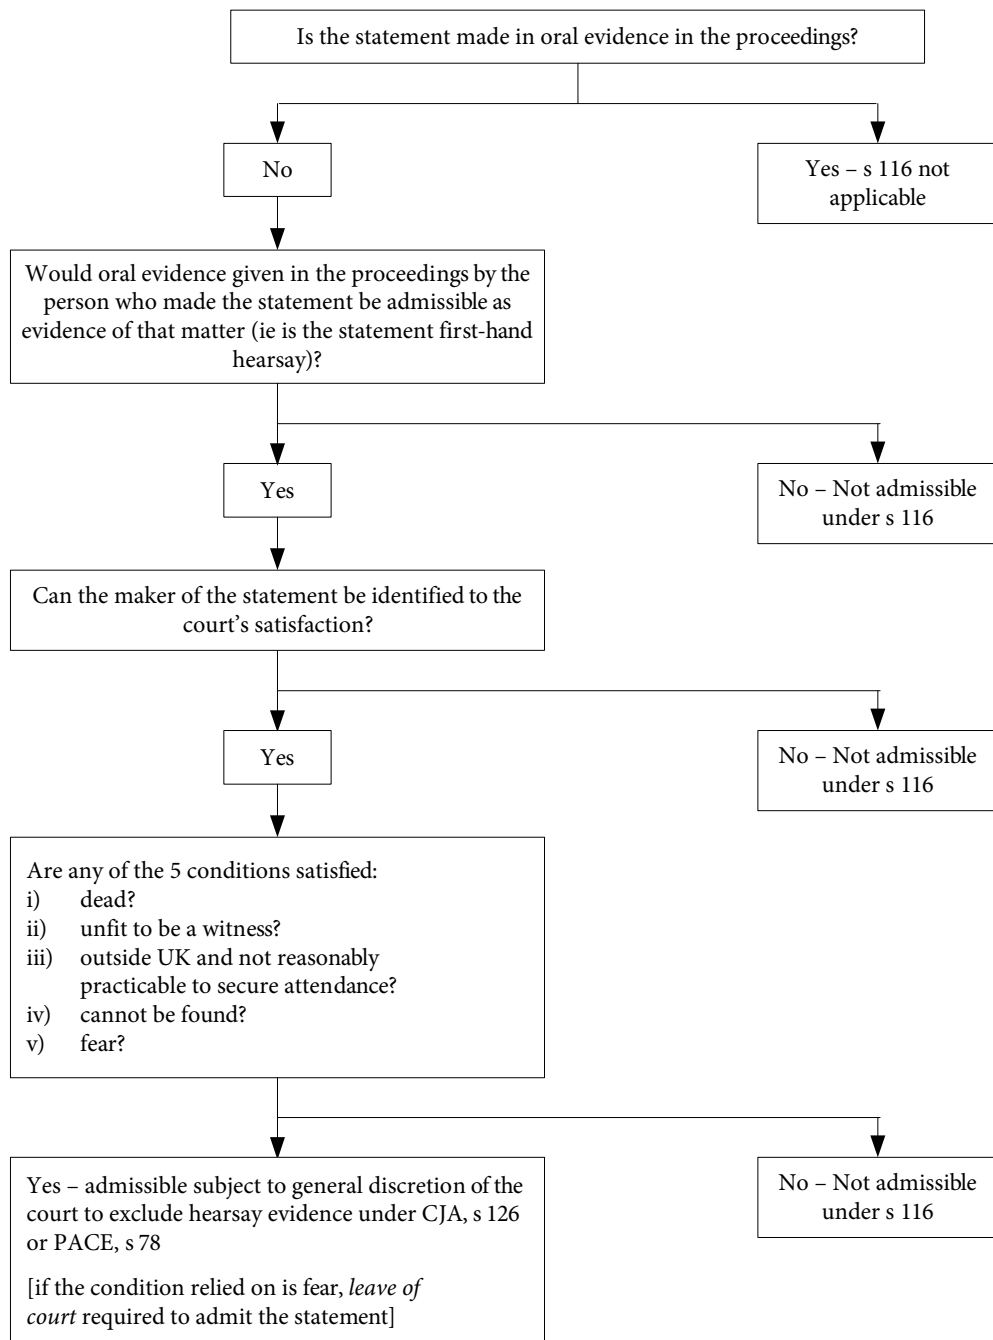 Is the statement made in oral evidence in the proceedings?
No
Yes – s 116 not
applicable
Would oral evidence given in the proceedings by the
person who made the statement be admissible as
evidence of that matter (ie is the statement first-hand
hearsay)?
Yes
No – Not admissible
under s 116
Can the maker of the statement be identified to the
court’s satisfaction?
Yes
No – Not admissible
under s 116
Are any of the 5 conditions satisfied:
i) dead?
ii) unfit to be a witness?
iii) outside UK and not reasonably
practicable to secure attendance?
iv) cannot be found?
v) fear?
Yes – admissible subject to general discretion of the
court to exclude hearsay evidence under CJA, s 126
or PACE, s 78
[if the condition relied on is fear, leave of
court required to admit the statement]
No – Not admissible
under s 116